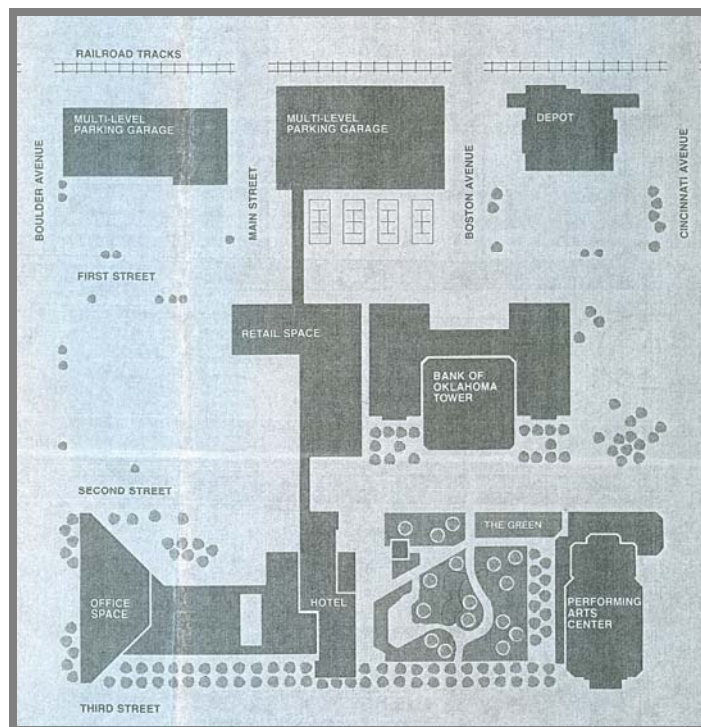 RAILROAD TRACKS
MULTI-LEVEL
PARKING GARAGE
MULTI-LEVEL
PARKING GARAGE
DEPOT
BOULDER AVENUE
MAIN STREET
BOSTON AVENUE
CINCINNATI AVENUE
FIRST STREET
RETAIL SPACE
BANK OF
OKLAHOMA
TOWER
SECOND STREET
THE GREEN
OFFICE
SPACE
HOTEL
PERFORMING
ARTS
CENTER
THIRD STREET